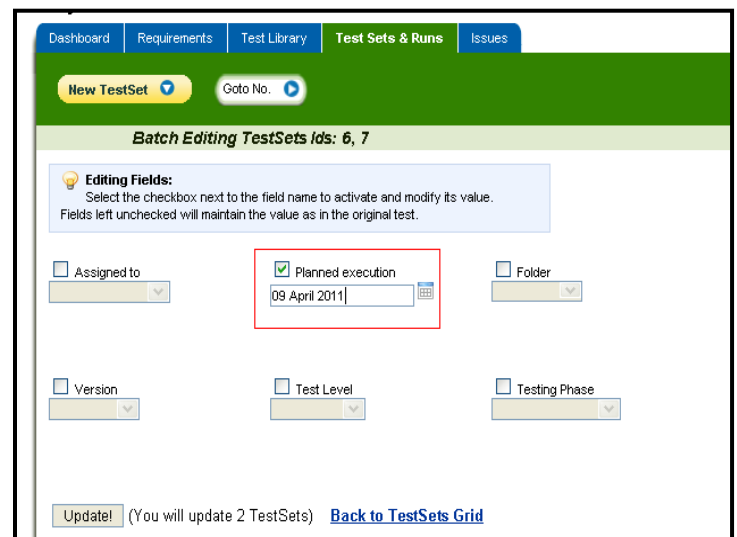 Dashboard Requirements Test Library Test Sets & Runs Issues
New TestSet Goto No.
Batch Editing TestSets Ids: 6, 7
Editing Fields:
Select the checkbox next to the field name to activate and modify its value.
Fields left unchecked will maintain the value as in the original test.
Assigned to Planned execution Folder
09 April 2011
Version Test Level Testing Phase
Update! (You will update 2 TestSets) Back to TestSets Grid